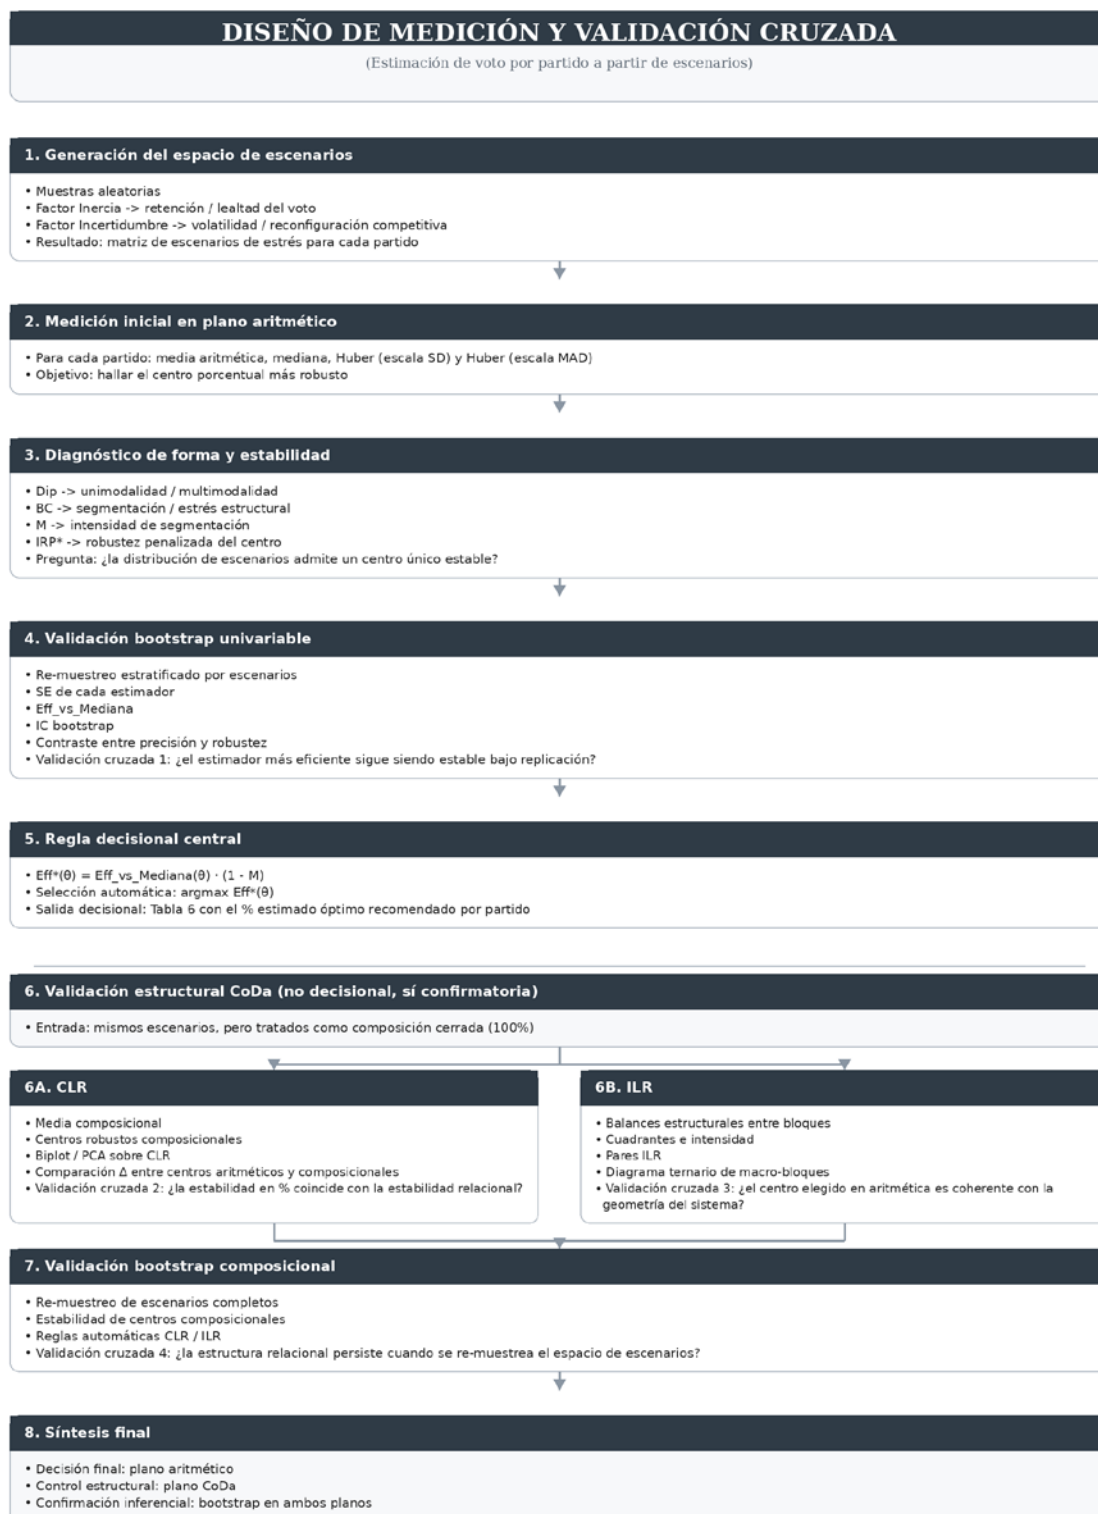 DISEÑO DE MEDICIÓN Y VALIDACIÓN CRUZADA
(Estimación de voto por partido a partir de escenarios)
1. Generación del espacio de escenarios
• Muestras aleatorias
• Factor Inercia -> retención / lealtad del voto
• Factor Incertidumbre -> volatilidad / reconfiguración competitiva
• Resultado: matriz de escenarios de estrés para cada partido
2. Medición inicial en plano aritmético
• Para cada partido: media aritmética, mediana, Huber (escala SD) y Huber (escala MAD)
• Objetivo: hallar el centro porcentual más robusto
3. Diagnóstico de forma y estabilidad
• Dip -> unimodalidad / multimodalidad
• BC -> segmentación / estrés estructural
• M -> intensidad de segmentación
• IRP* -> robustez penalizada del centro
• Pregunta: ¿la distribución de escenarios admite un centro único estable?
4. Validación bootstrap univariable
• Re-muestreo estratificado por escenarios
• SE de cada estimador
• Eff_vs_Mediana
• IC bootstrap
• Contraste entre precisión y robustez
• Validación cruzada 1: ¿el estimador más eficiente sigue siendo estable bajo replicación?
5. Regla decisional central
• Eff*(θ) = Eff_vs_Mediana(θ) · (1 - M)
• Selección automática: argmax Eff*(θ)
• Salida decisional: Tabla 6 con el % estimado óptimo recomendado por partido
6. Validación estructural CoDa (no decisional, sí confirmatoria)
• Entrada: mismos escenarios, pero tratados como composición cerrada (100%)
6A. CLR
• Media composicional
• Centros robustos composicionales
• Biplot / PCA sobre CLR
• Comparación Δ entre centros aritméticos y composicionales
• Validación cruzada 2: ¿la estabilidad en % coincide con la estabilidad relacional?
6B. ILR
• Balances estructurales entre bloques
• Cuadrantes e intensidad
• Pares ILR
• Diagrama ternario de macro-bloques
• Validación cruzada 3: ¿el centro elegido en aritmética es coherente con la
geometría del sistema?
7. Validación bootstrap composicional
• Re-muestreo de escenarios completos
• Estabilidad de centros composicionales
• Reglas automáticas CLR / ILR
• Validación cruzada 4: ¿la estructura relacional persiste cuando se re-muestrea el espacio de escenarios?
8. Síntesis final
• Decisión final: plano aritmético
• Control estructural: plano CoDa
• Confirmación inferencial: bootstrap en ambos planos